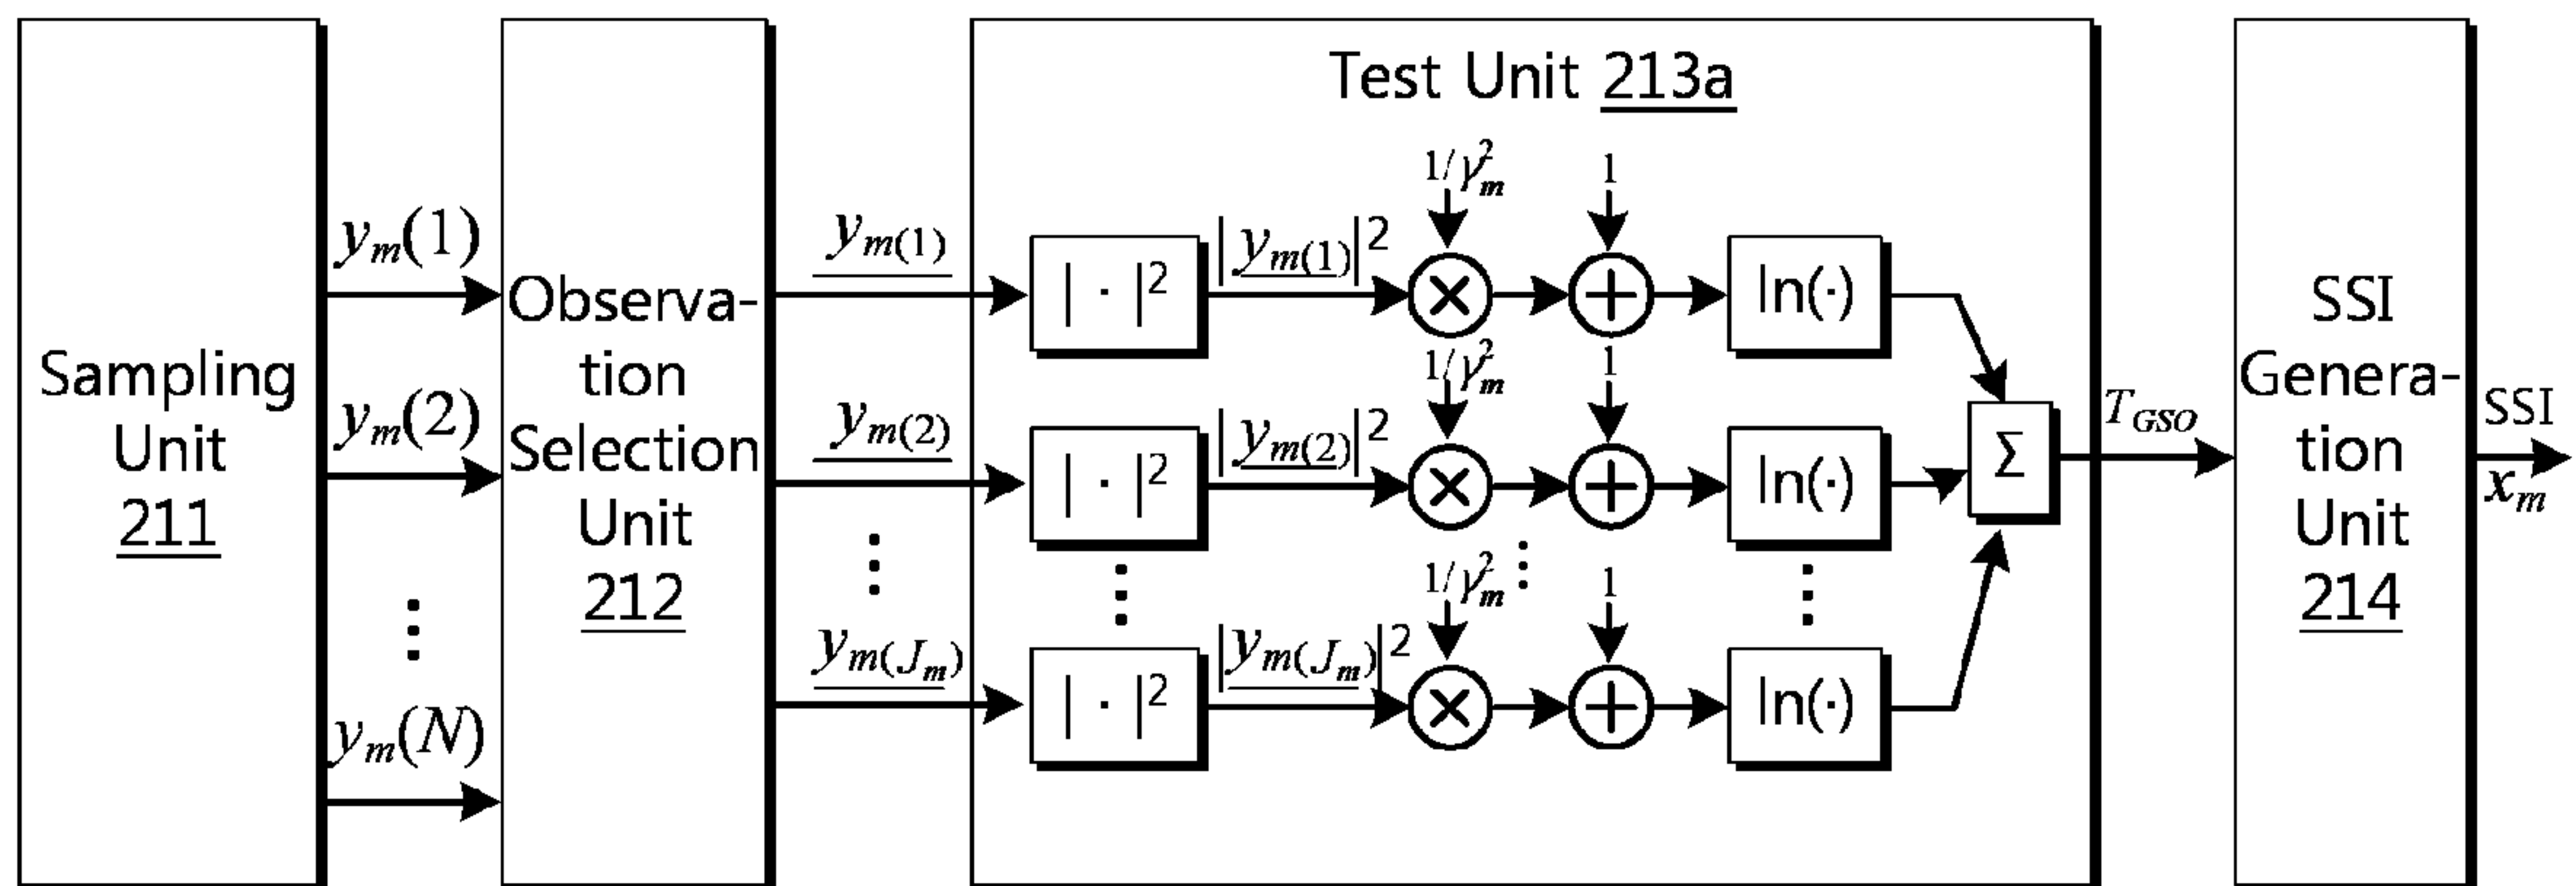 Sampling
Unit
211
y_m(1)
y_m(2)
⋮
y_m(N)
Observa-
tion
Selection
Unit
212
y_m(1)
y_m(2)
⋮
y_m(J_m)
Test Unit 213a
1/γ_m^2 1
| · |^2 |y_m(1)|^2 × + ln(·)
1/γ_m^2 1
| · |^2 |y_m(2)|^2 × + ln(·)
⋮ ⋮ ⋮
1/γ_m^2 1
| · |^2 |y_m(J_m)|^2 × + ln(·)
Σ
T_GSO
SSI
Genera-
tion
Unit
214
SSI
x_m